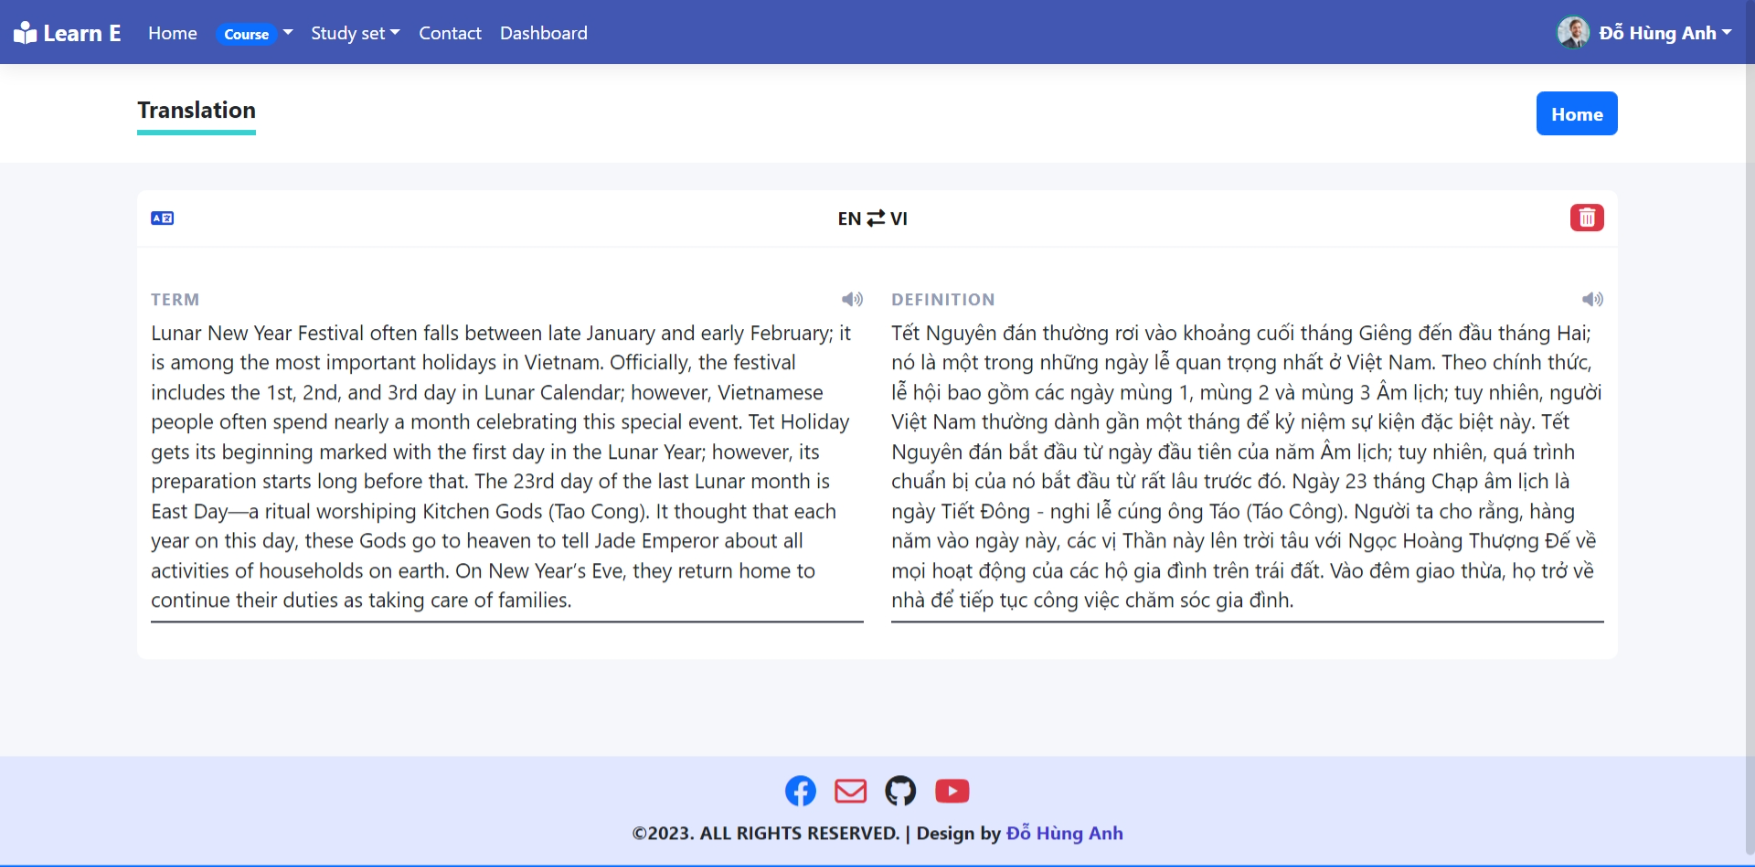 Learn E Home Course Study set Contact Dashboard Đỗ Hùng Anh
Translation
Home
EN VI
TERM
Lunar New Year Festival often falls between late January and early February; it
is among the most important holidays in Vietnam. Officially, the festival
includes the 1st, 2nd, and 3rd day in Lunar Calendar; however, Vietnamese
people often spend nearly a month celebrating this special event. Tet Holiday
gets its beginning marked with the first day in the Lunar Year; however, its
preparation starts long before that. The 23rd day of the last Lunar month is
East Day—a ritual worshiping Kitchen Gods (Tao Cong). It thought that each
year on this day, these Gods go to heaven to tell Jade Emperor about all
activities of households on earth. On New Year’s Eve, they return home to
continue their duties as taking care of families.
DEFINITION
Tết Nguyên đán thường rơi vào khoảng cuối tháng Giêng đến đầu tháng Hai;
nó là một trong những ngày lễ quan trọng nhất ở Việt Nam. Theo chính thức,
lễ hội bao gồm các ngày mùng 1, mùng 2 và mùng 3 Âm lịch; tuy nhiên, người
Việt Nam thường dành gần một tháng để kỷ niệm sự kiện đặc biệt này. Tết
Nguyên đán bắt đầu từ ngày đầu tiên của năm Âm lịch; tuy nhiên, quá trình
chuẩn bị của nó bắt đầu từ rất lâu trước đó. Ngày 23 tháng Chạp âm lịch là
ngày Tiết Đông - nghi lễ cúng ông Táo (Táo Công). Người ta cho rằng, hàng
năm vào ngày này, các vị Thần này lên trời tâu với Ngọc Hoàng Thượng Đế về
mọi hoạt động của các hộ gia đình trên trái đất. Vào đêm giao thừa, họ trở về
nhà để tiếp tục công việc chăm sóc gia đình.
©2023. ALL RIGHTS RESERVED. | Design by Đỗ Hùng Anh